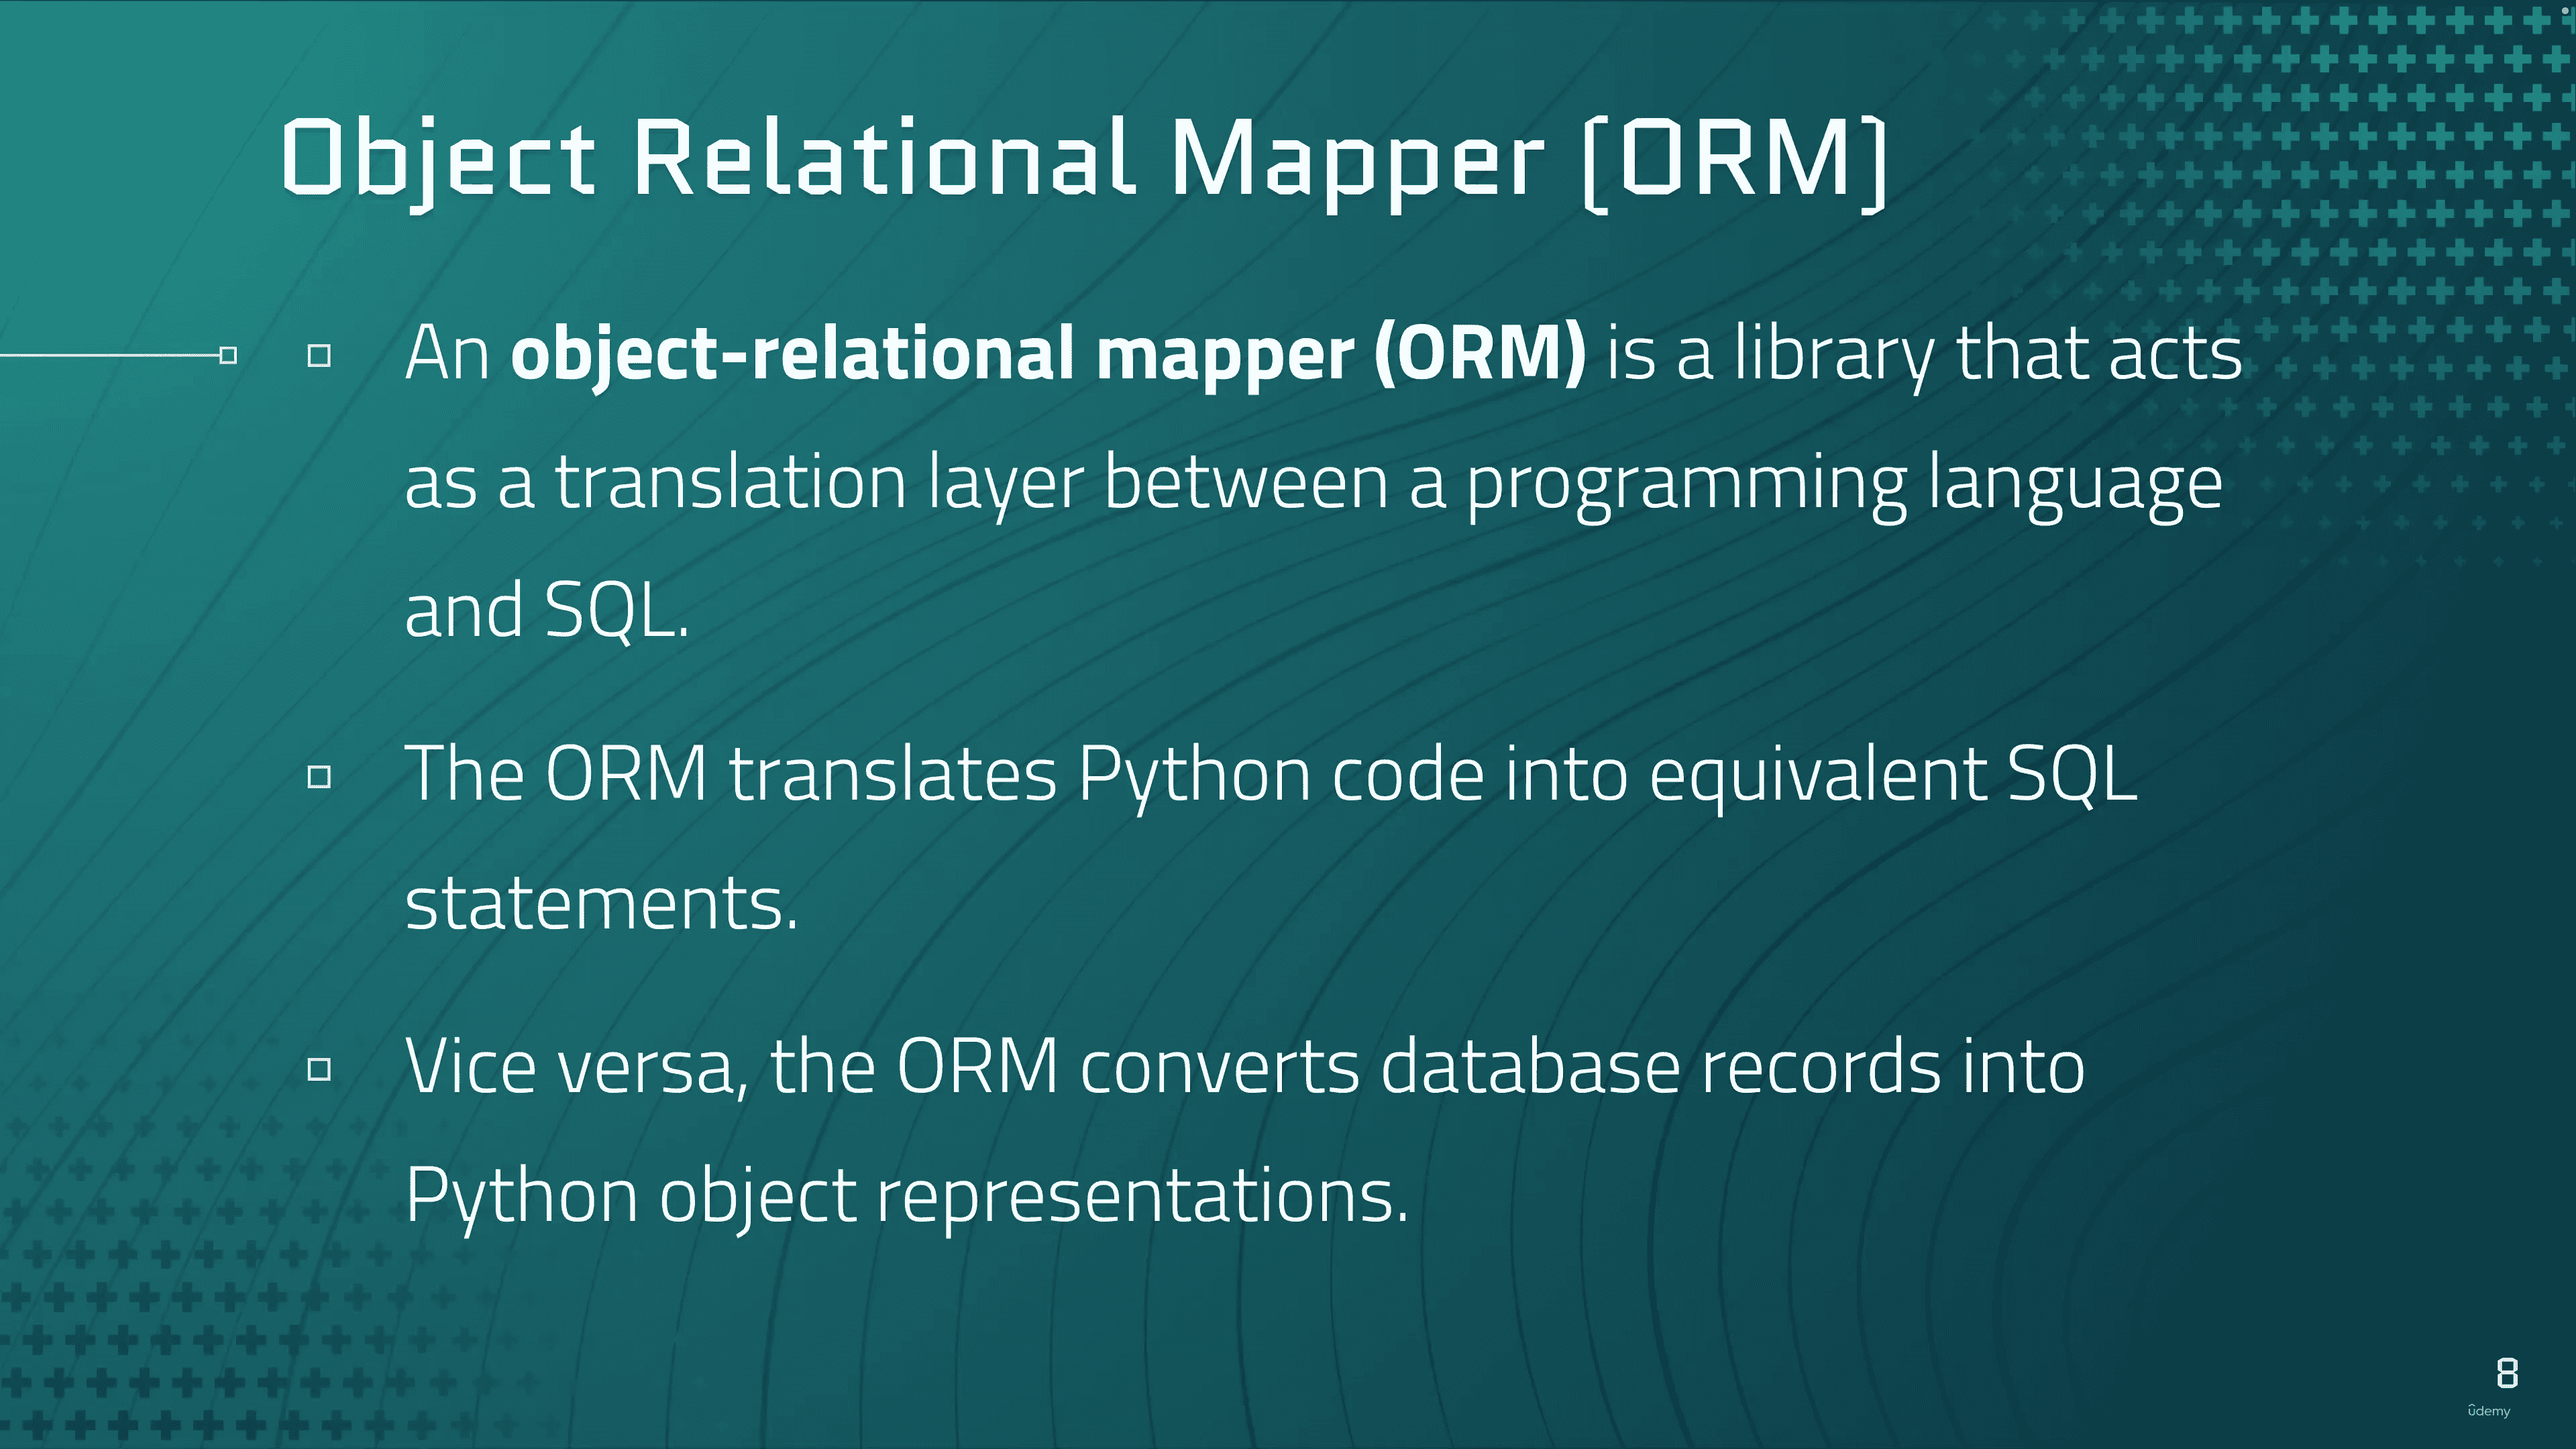 Object Relational Mapper (ORM)
An object-relational mapper (ORM) is a library that acts
as a translation layer between a programming language
and SQL.
The ORM translates Python code into equivalent SQL
statements.
Vice versa, the ORM converts database records into
Python object representations.
8
ûdemy